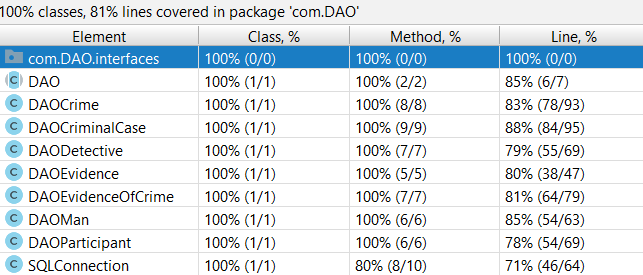 100% classes, 81% lines covered in package 'com.DAO'
Element Class, % Method, % Line, %
com.DAO.interfaces 100% (0/0) 100% (0/0) 100% (0/0)
C DAO 100% (1/1) 100% (2/2) 85% (6/7)
C DAOCrime 100% (1/1) 100% (8/8) 83% (78/93)
C DAOCriminalCase 100% (1/1) 100% (9/9) 88% (84/95)
C DAODetective 100% (1/1) 100% (7/7) 79% (55/69)
C DAOEvidence 100% (1/1) 100% (5/5) 80% (38/47)
C DAOEvidenceOfCrime 100% (1/1) 100% (7/7) 81% (64/79)
C DAOMan 100% (1/1) 100% (6/6) 85% (54/63)
C DAOParticipant 100% (1/1) 100% (6/6) 78% (54/69)
C SQLConnection 100% (1/1) 80% (8/10) 71% (46/64)